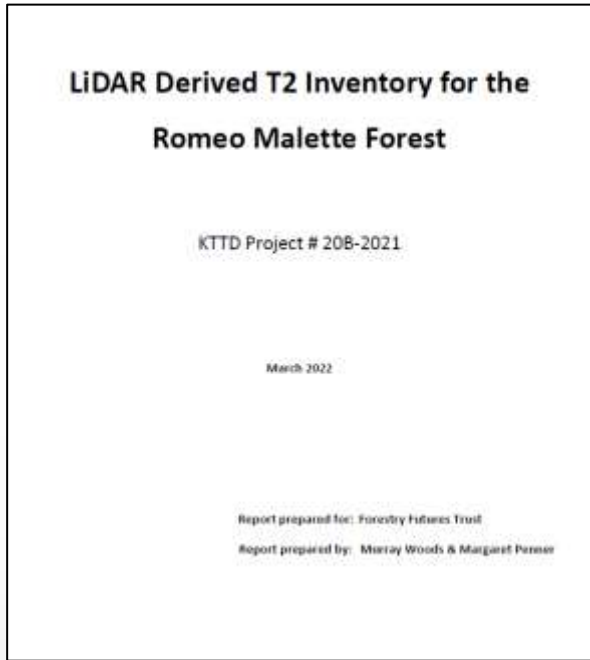 LiDAR Derived T2 Inventory for the
Romeo Malette Forest
KTTD Project # 20B-2021
March 2022
Report prepared for: Forestry Futures Trust
Report prepared by: Murray Woods & Margaret Penner